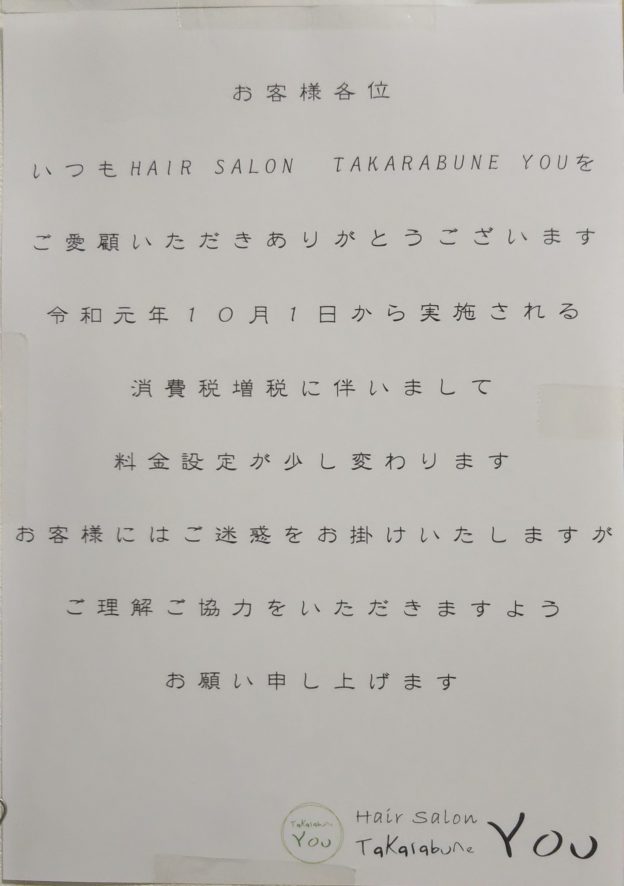 お客様各位
いつもHAIR SALON　TAKARABUNE YOUを
ご愛顧いただきありがとうございます
令和元年１０月１日から実施される
消費税増税に伴いまして
料金設定が少し変わります
お客様にはご迷惑をお掛けいたしますが
ご理解ご協力をいただきますよう
お願い申し上げます
Takarabune
YOU
Hair Salon
Takarabune YOU